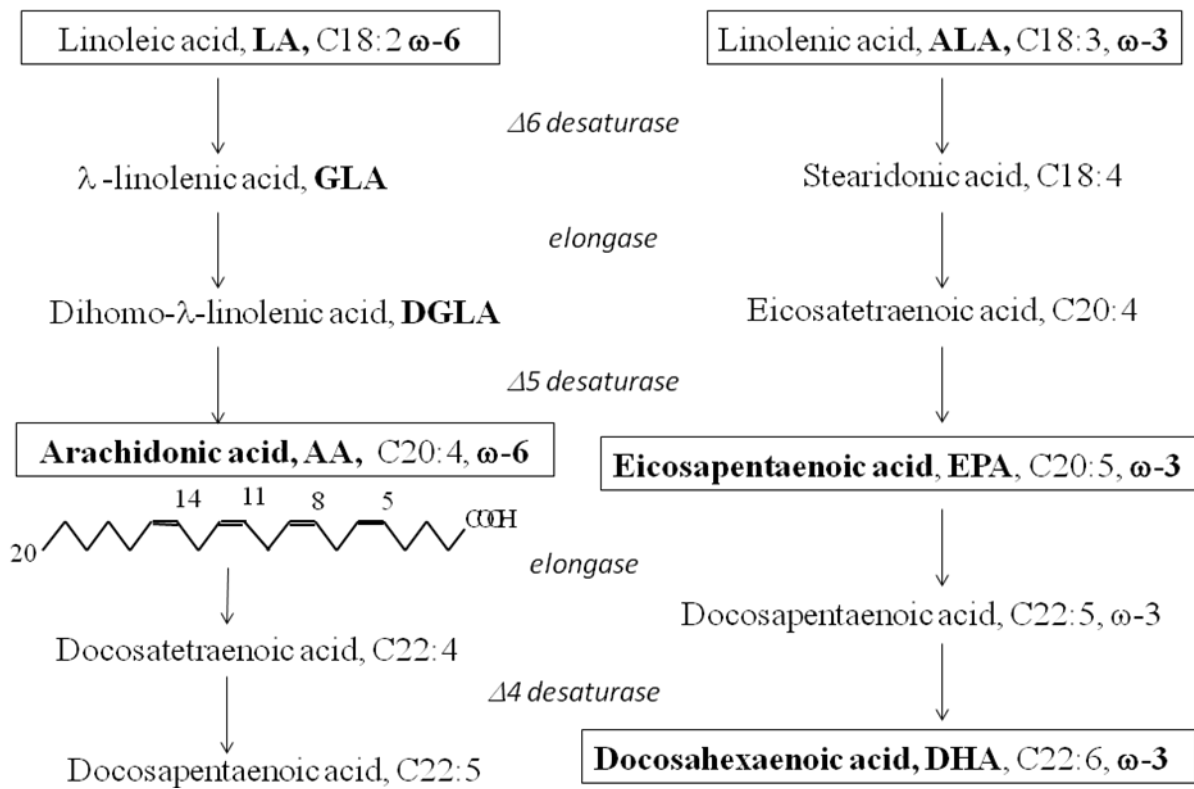 Linoleic acid, LA, C18:2 ω-6
Linolenic acid, ALA, C18:3, ω-3
Δ6 desaturase
λ-linolenic acid, GLA
Stearidonic acid, C18:4
elongase
Dihomo-λ-linolenic acid, DGLA
Eicosatetraenoic acid, C20:4
Δ5 desaturase
Arachidonic acid, AA, C20:4, ω-6
Eicosapentaenoic acid, EPA, C20:5, ω-3
14 11 8 5
COOH
20
elongase
Docosapentaenoic acid, C22:5, ω-3
Docosatetraenoic acid, C22:4
Δ4 desaturase
Docosahexaenoic acid, DHA, C22:6, ω-3
Docosapentaenoic acid, C22:5